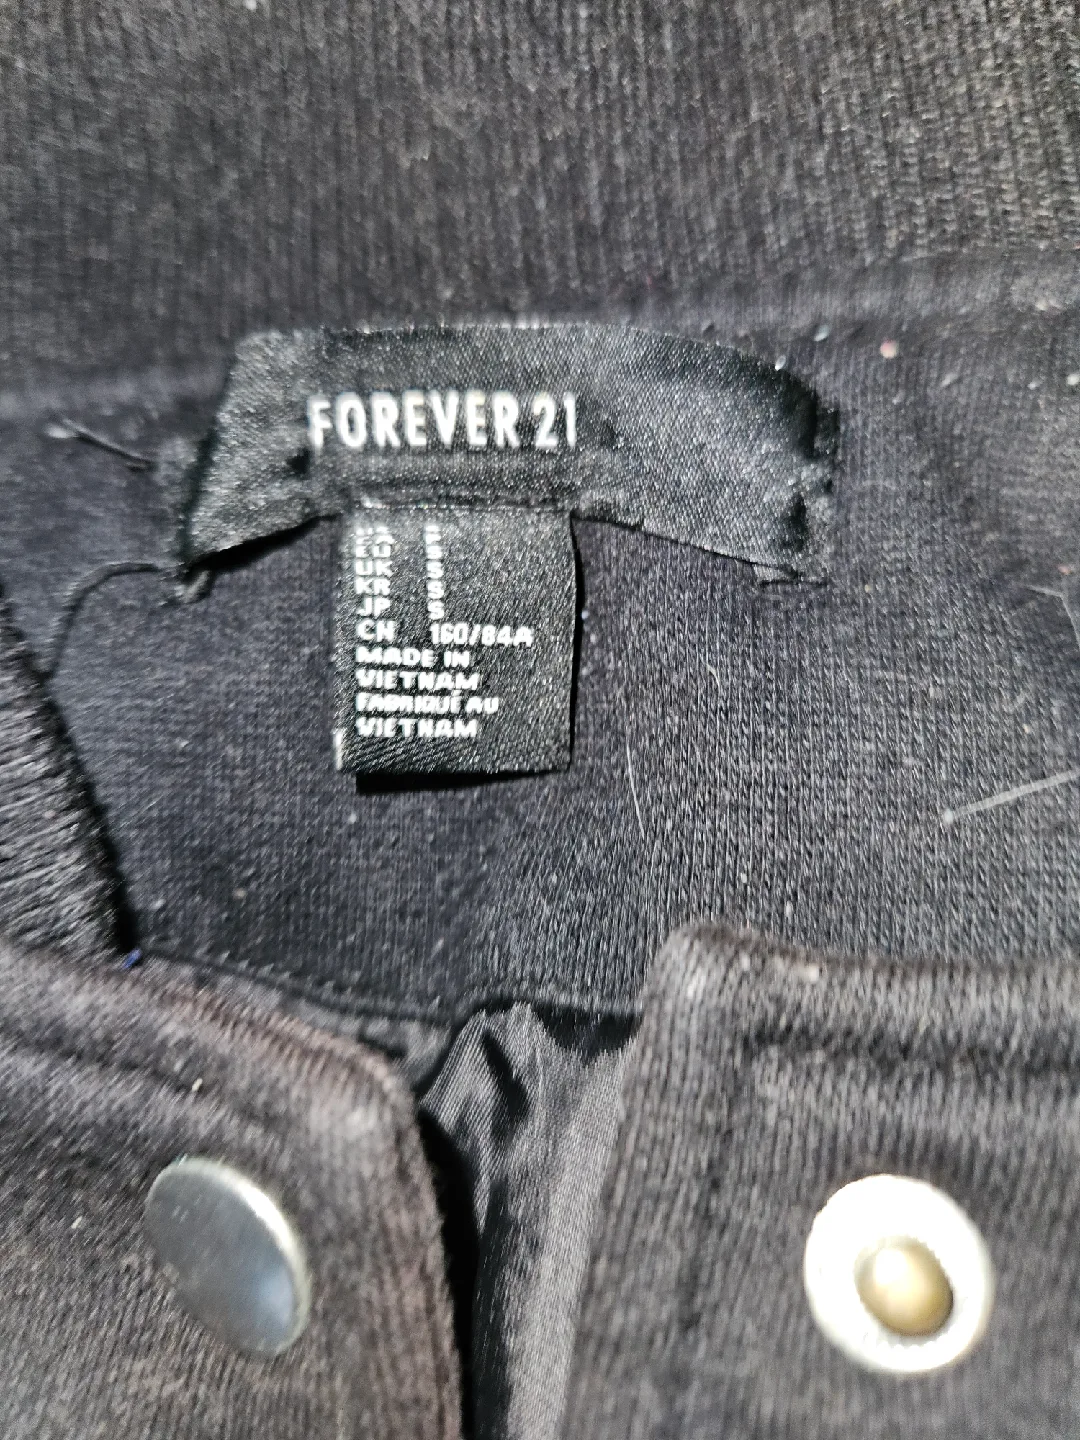 FOREVER 21
S
EU S
UK S
KR S
JP S
CN 160/84A
MADE IN
VIETNAM
FABRIQUÉ AU
VIETNAM